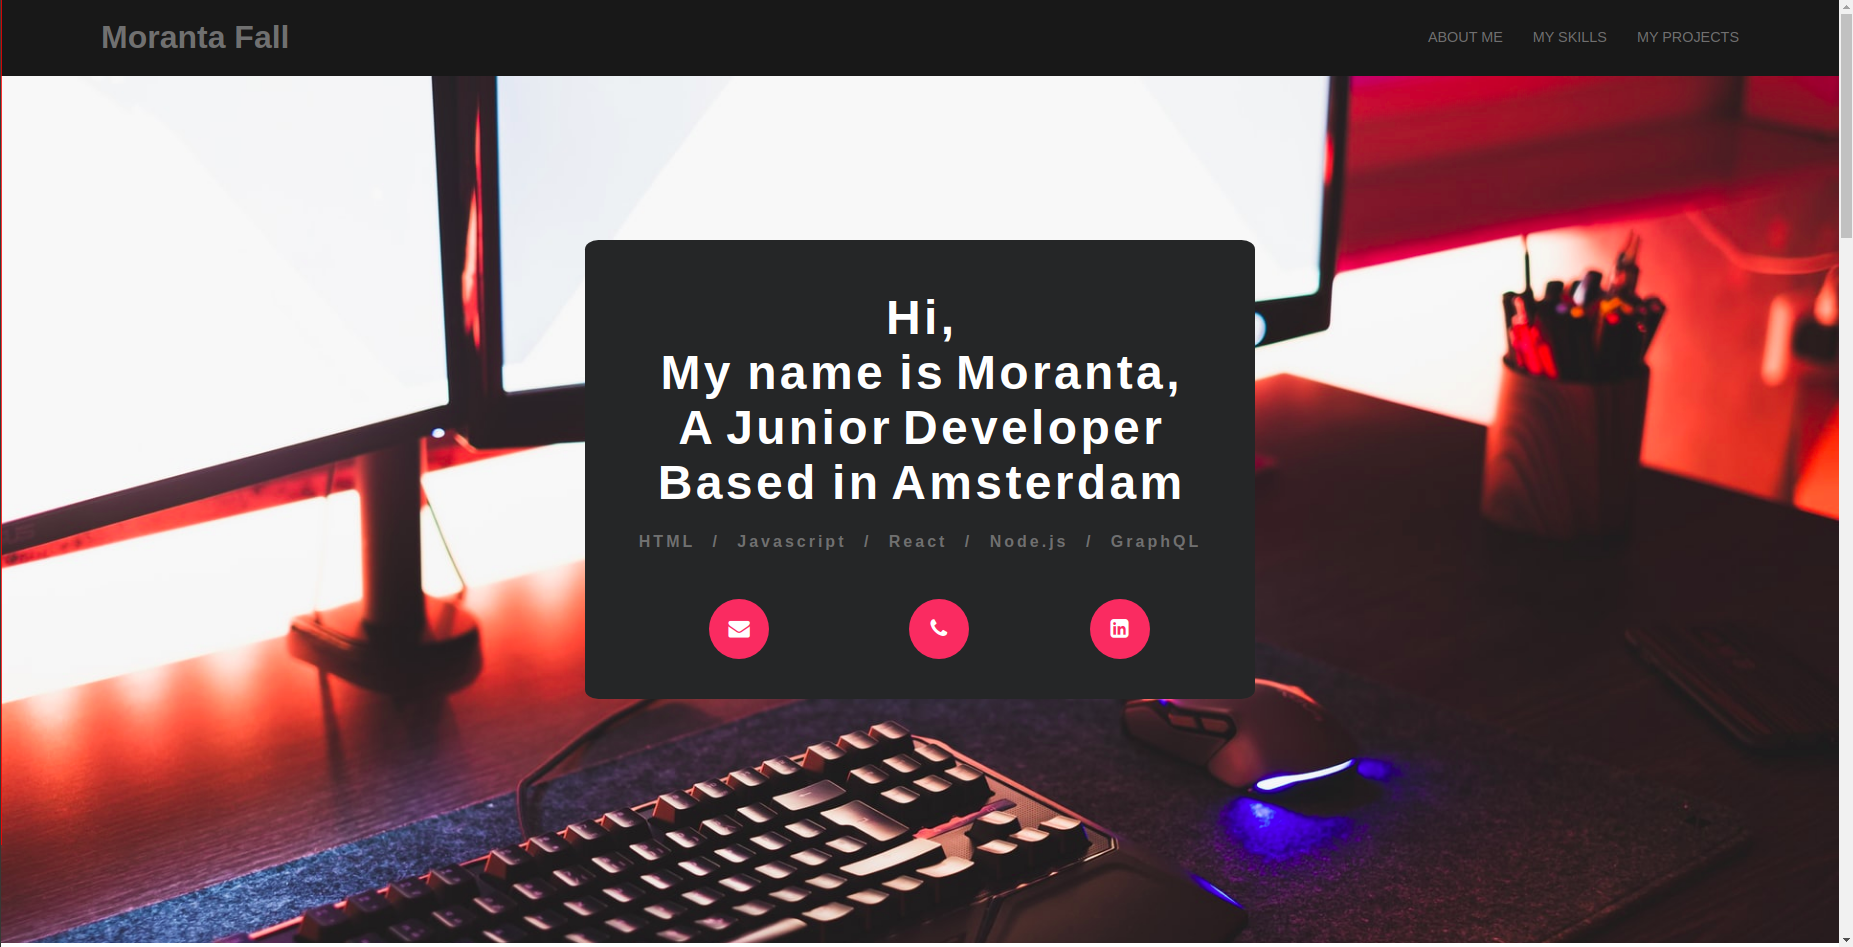 Moranta Fall
ABOUT ME MY SKILLS MY PROJECTS
Hi,
My name is Moranta,
A Junior Developer
Based in Amsterdam
HTML / Javascript / React / Node.js / GraphQL
in